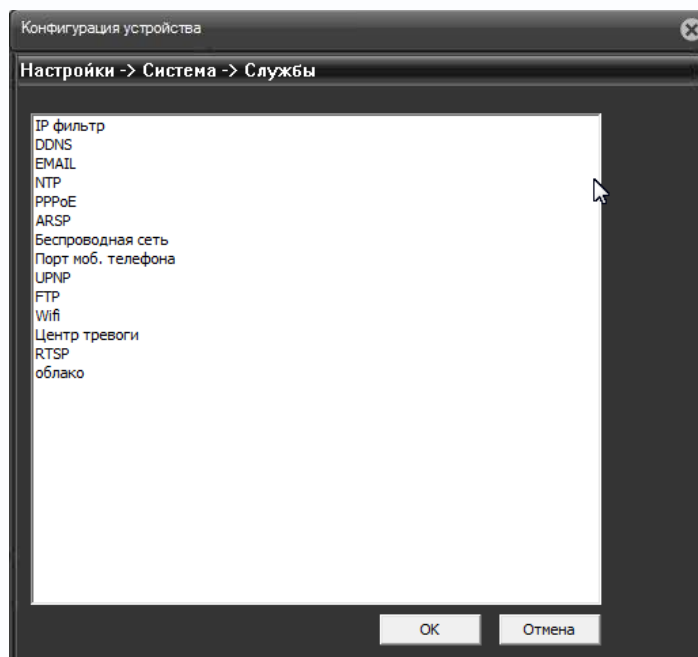 Конфигурация устройства
Настройки -> Система -> Службы
IP фильтр
DDNS
EMAIL
NTP
PPPoE
ARSP
Беспроводная сеть
Порт моб. телефона
UPNP
FTP
Wifi
Центр тревоги
RTSP
облако
OK
Отмена